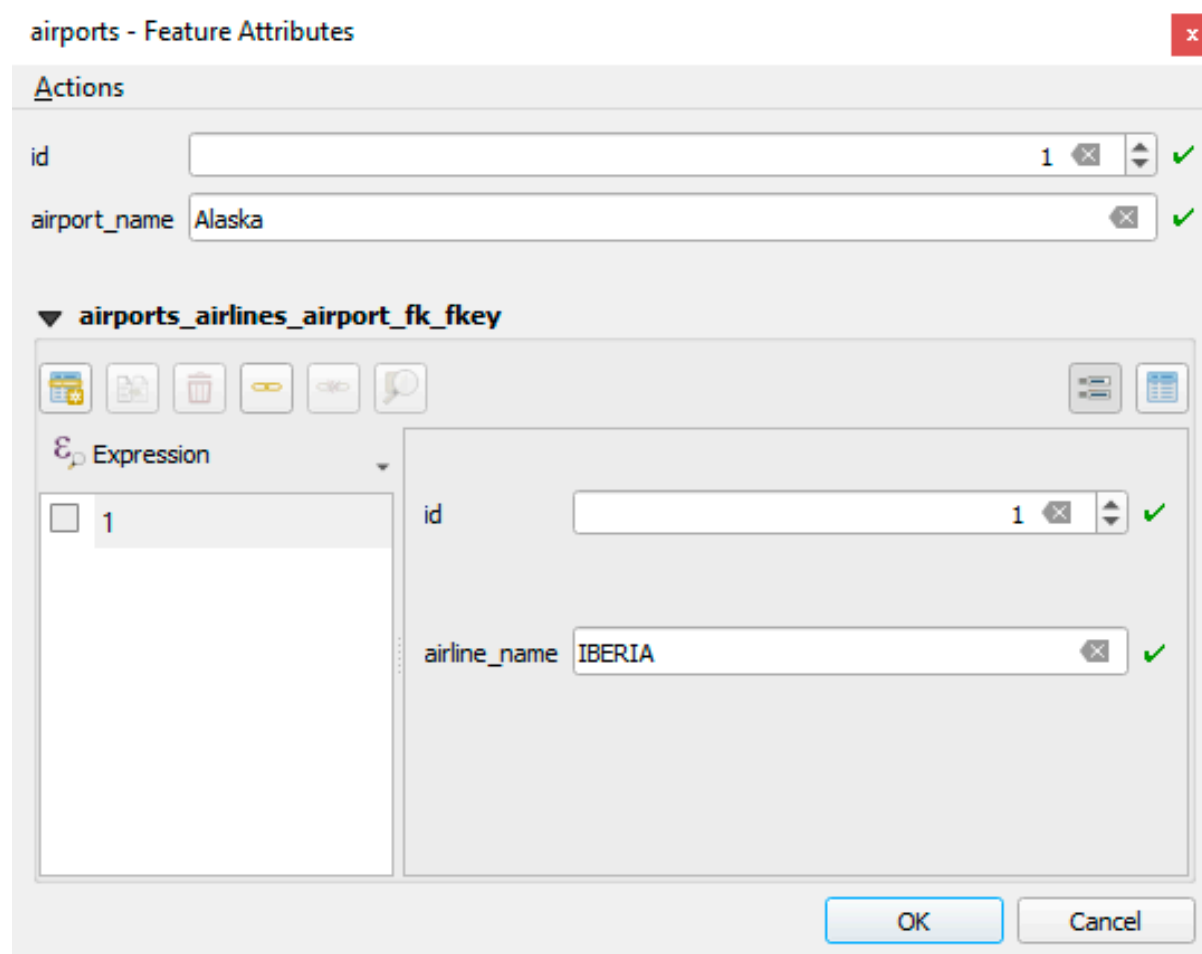 airports - Feature Attributes
x
Actions
id 1
airport_name Alaska
airports_airlines_airport_fk_fkey
Expression
1
id 1
airline_name IBERIA
OK Cancel